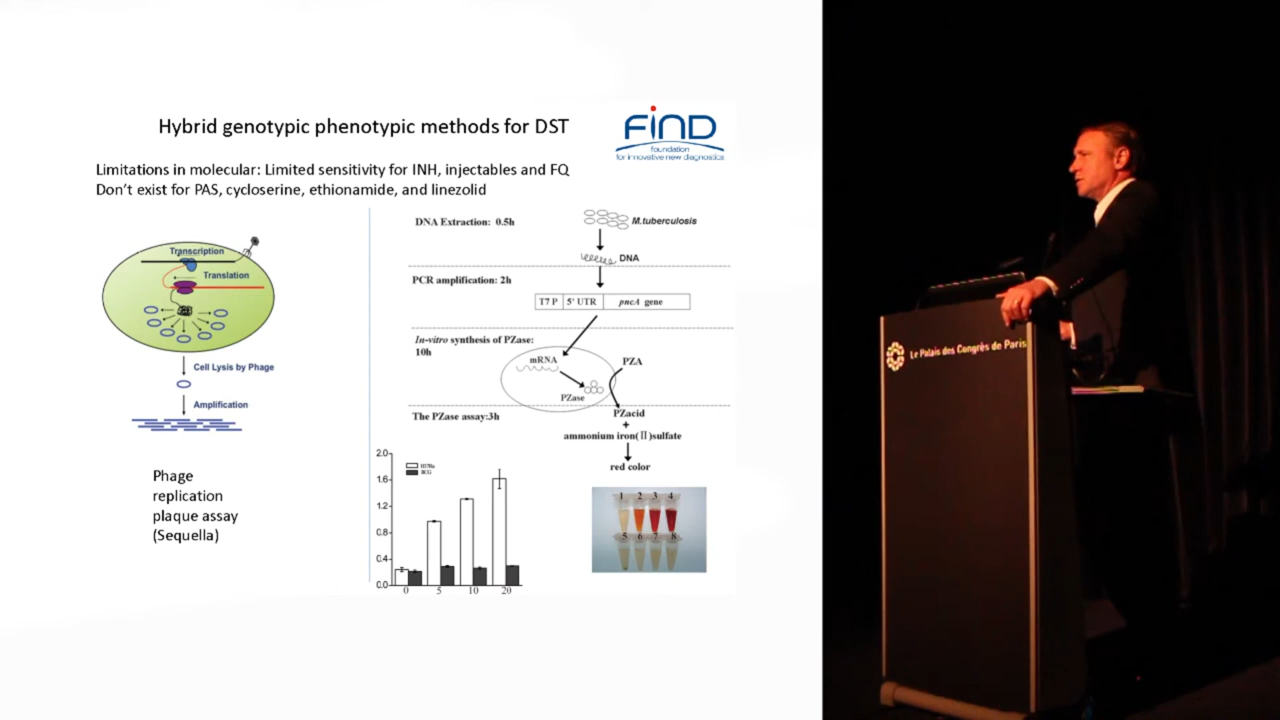 Hybrid genotypic phenotypic methods for DST
FIND
foundation
for innovative new diagnostics
Limitations in molecular: Limited sensitivity for INH, injectables and FQ
Don't exist for PAS, cycloserine, ethionamide, and linezolid
Transcription
Translation
Cell Lysis by Phage
Amplification
Phage
replication
plaque assay
(Sequella)
DNA Extraction: 0.5h
M.tuberculosis
DNA
PCR amplification: 2h
T7 P 5' UTR pncA gene
In-vitro synthesis of PZase:
10h
mRNA
PZA
PZase
The PZase assay:3h
PZacid
+
ammonium iron(Ⅱ)sulfate
red color
2.0
1.6
1.2
0.8
0.4
0.0
0 5 10 20
BCG
1 2 3 4
5 6 7 8
Le Palais des Congrès de Paris